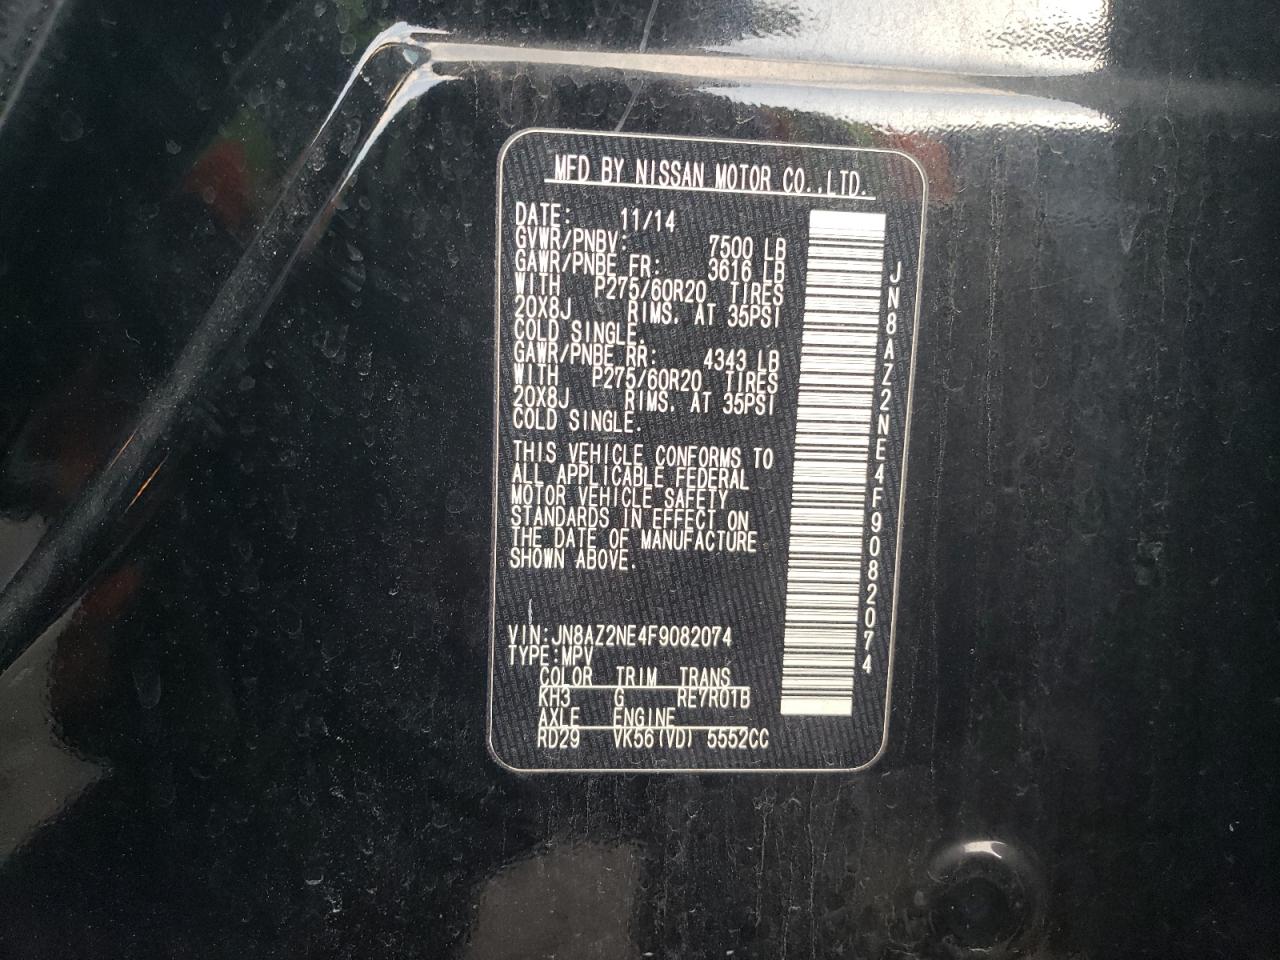 MFD BY NISSAN MOTOR CO.,LTD.
DATE: 11/14
GVWR/PNBV: 7500 LB
GAWR/PNBE FR: 3616 LB
WITH P275/60R20 TIRES
20X8J RIMS. AT 35PSI
COLD SINGLE.
GAWR/PNBE RR: 4343 LB
WITH P275/60R20 TIRES
20X8J RIMS. AT 35PSI
COLD SINGLE.
THIS VEHICLE CONFORMS TO
ALL APPLICABLE FEDERAL
MOTOR VEHICLE SAFETY
STANDARDS IN EFFECT ON
THE DATE OF MANUFACTURE
SHOWN ABOVE.
VIN:JN8AZ2NE4F9082074
TYPE:MPV
COLOR TRIM TRANS
KH3 G RE7R01B
AXLE ENGINE
RD29 VK56(VD) 5552CC
JN8AZ2NE4F9082074